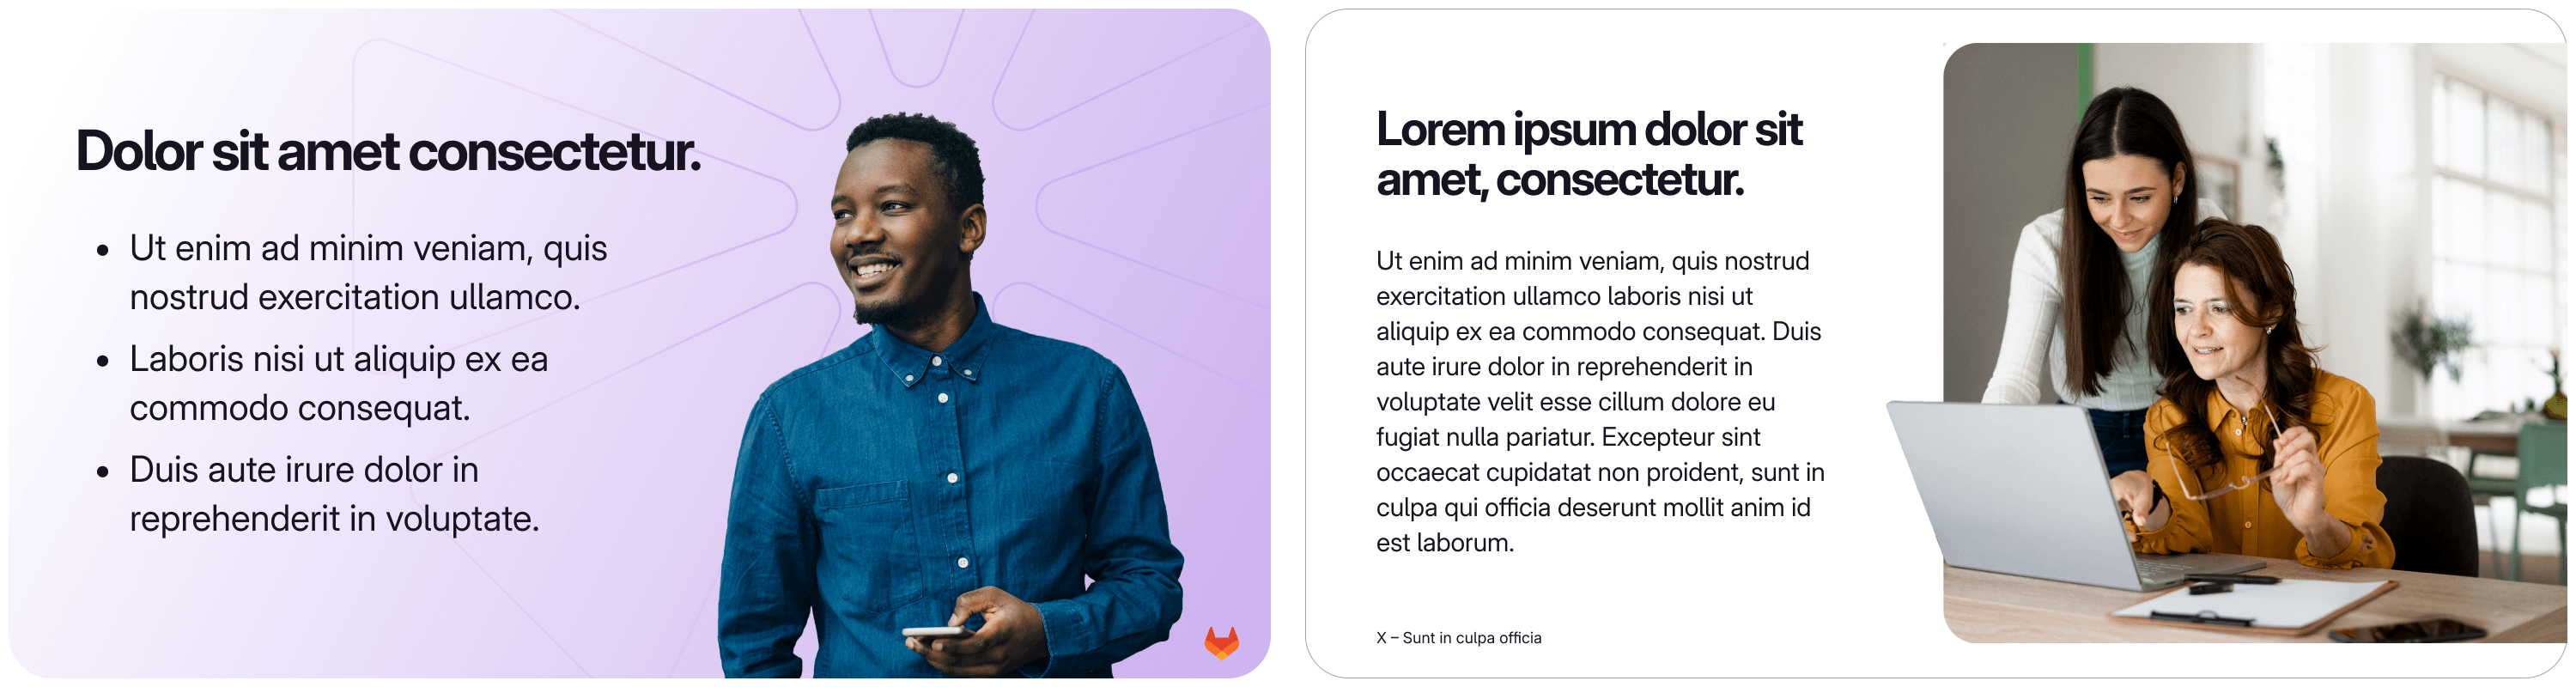 Dolor sit amet consectetur.
• Ut enim ad minim veniam, quis
nostrud exercitation ullamco.
• Laboris nisi ut aliquip ex ea
commodo consequat.
• Duis aute irure dolor in
reprehenderit in voluptate.
Lorem ipsum dolor sit
amet, consectetur.
Ut enim ad minim veniam, quis nostrud
exercitation ullamco laboris nisi ut
aliquip ex ea commodo consequat. Duis
aute irure dolor in reprehenderit in
voluptate velit esse cillum dolore eu
fugiat nulla pariatur. Excepteur sint
occaecat cupidatat non proident, sunt in
culpa qui officia deserunt mollit anim id
est laborum.
X – Sunt in culpa officia